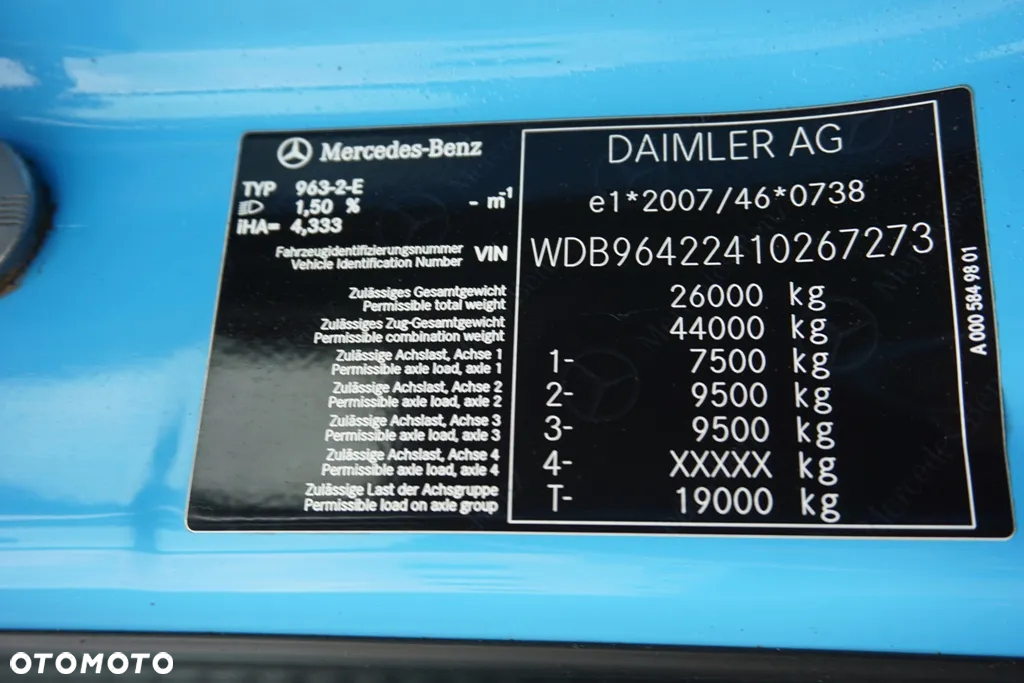 Mercedes-Benz
TYP 963-2-E
1,50 % - m-¹
iHA= 4,333
Fahrzeugidentifizierungsnummer
Vehicle Identification Number VIN
Zulässiges Gesamtgewicht
Permissible total weight
Zulässiges Zug-Gesamtgewicht
Permissible combination weight
Zulässige Achslast, Achse 1
Permissible axle load, axle 1
Zulässige Achslast, Achse 2
Permissible axle load, axle 2
Zulässige Achslast, Achse 3
Permissible axle load, axle 3
Zulässige Achslast, Achse 4
Permissible axle load, axle 4
Zulässige Last der Achsgruppe
Permissible load on axle group
DAIMLER AG
e1*2007/46*0738
WDB96422410267273
26000 kg
44000 kg
1- 7500 kg
2- 9500 kg
3- 9500 kg
4- XXXXX kg
T- 19000 kg
A 000 584 98 01
OTOMOTO